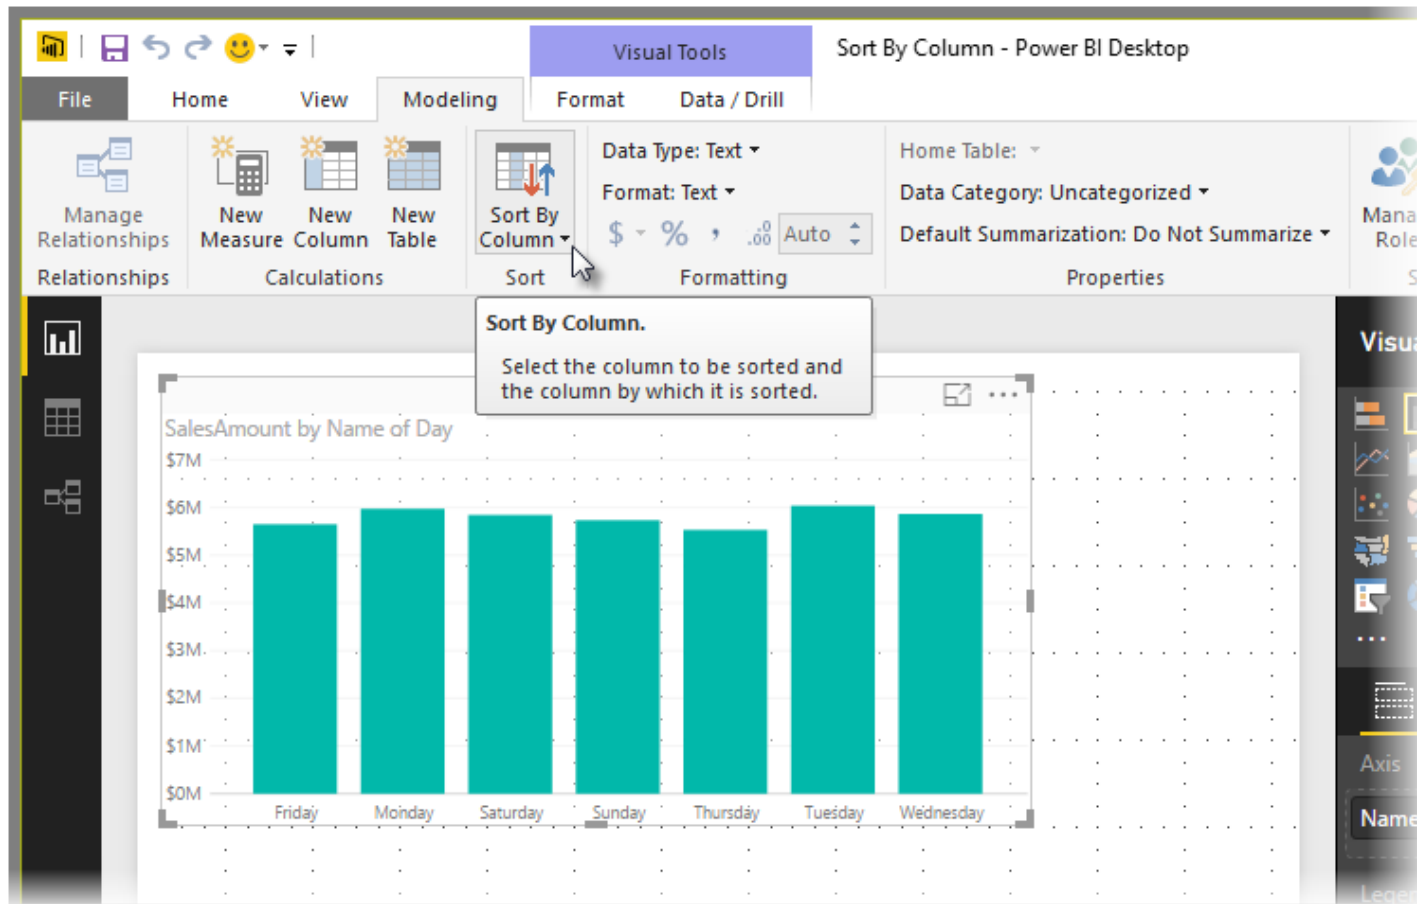 Visual Tools
Sort By Column - Power BI Desktop
File
Home
View
Modeling
Format
Data / Drill
Manage
Relationships
New
Measure
New
Column
New
Table
Sort By
Column
Data Type: Text
Format: Text
$ % , .00 Auto
Home Table:
Data Category: Uncategorized
Default Summarization: Do Not Summarize
Relationships
Calculations
Sort
Formatting
Properties
Sort By Column.
Select the column to be sorted and
the column by which it is sorted.
SalesAmount by Name of Day
$7M
$6M
$5M
$4M
$3M
$2M
$1M
$0M
Friday
Monday
Saturday
Sunday
Thursday
Tuesday
Wednesday
Axis
Name